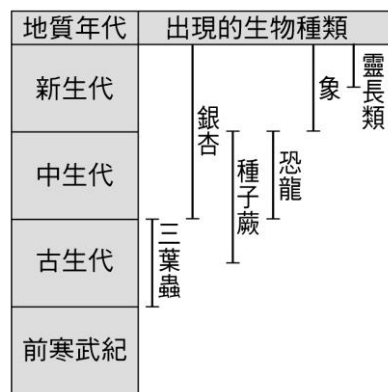 地質年代
出現的生物種類
新生代
中生代
古生代
前寒武紀
三葉蟲
銀杏
種子蕨
恐龍
象
靈長類